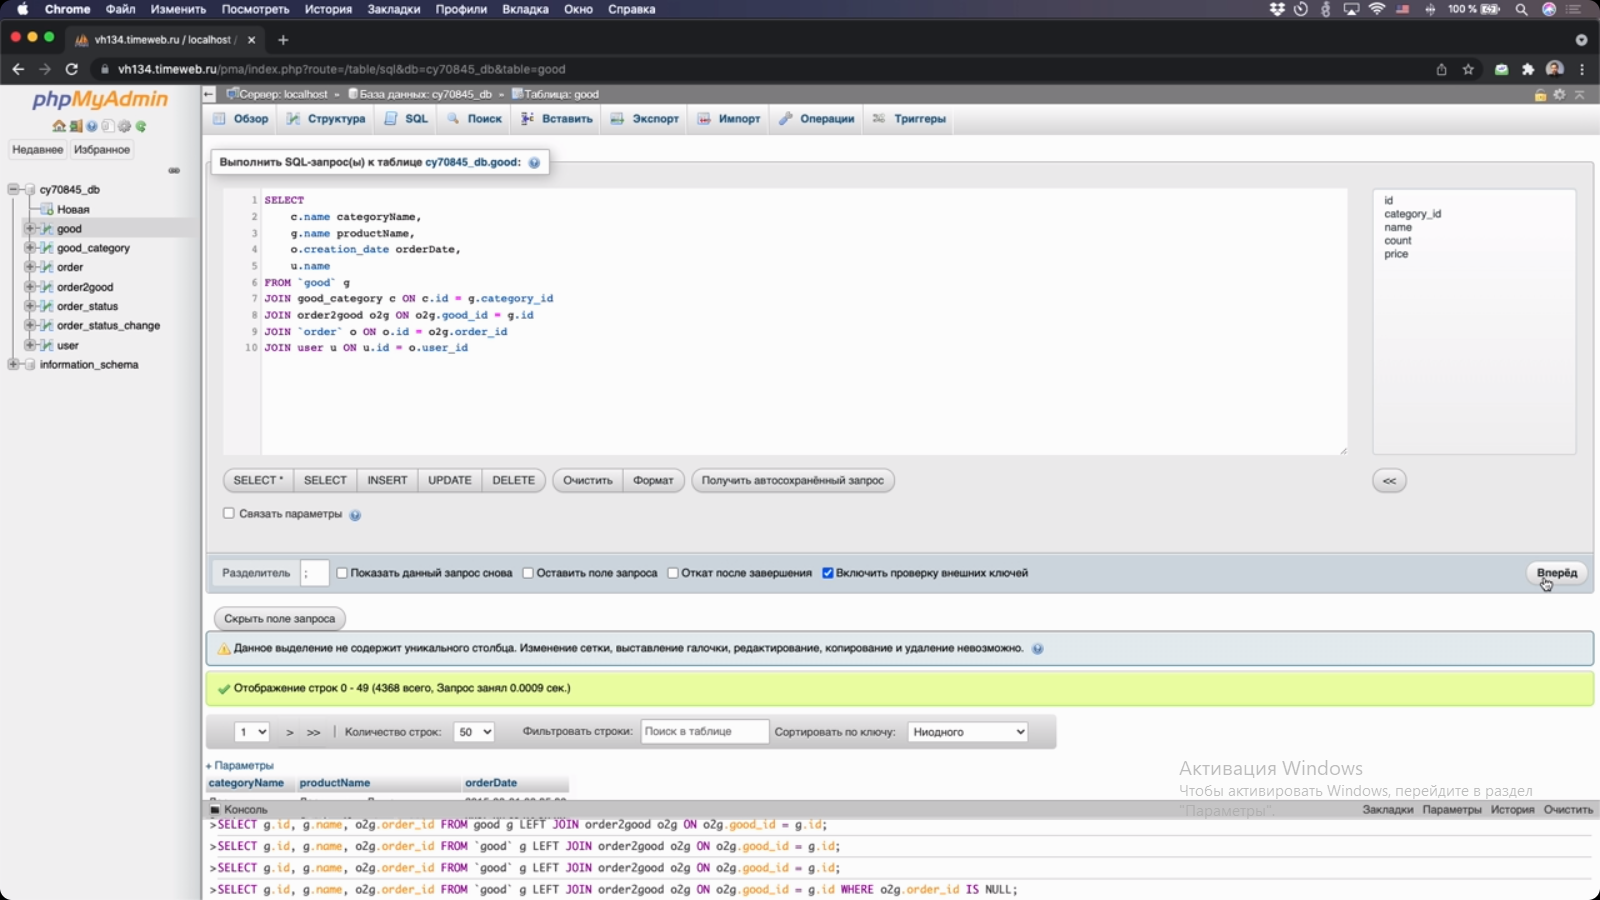 Chrome Файл Изменить Посмотреть История Закладки Профили Вкладка Окно Справка 100 %
vh134.timeweb.ru / localhost /
vh134.timeweb.ru/pma/index.php?route=/table/sql&db=cy70845_db&table=good
phpMyAdmin
Недавнее Избранное
cy70845_db
Новая
good
good_category
order
order2good
order_status
order_status_change
user
information_schema
Сервер: localhost » База данных: cy70845_db » Таблица: good
Обзор Структура SQL Поиск Вставить Экспорт Импорт Операции Триггеры
Выполнить SQL-запрос(ы) к таблице cy70845_db.good:
1 SELECT
2 c.name categoryName,
3 g.name productName,
4 o.creation_date orderDate,
5 u.name
6 FROM `good` g
7 JOIN good_category c ON c.id = g.category_id
8 JOIN order2good o2g ON o2g.good_id = g.id
9 JOIN `order` o ON o.id = o2g.order_id
10 JOIN user u ON u.id = o.user_id
id
category_id
name
count
price
SELECT * SELECT INSERT UPDATE DELETE Очистить Формат Получить автосохранённый запрос <<
Связать параметры
Разделитель ; Показать данный запрос снова Оставить поле запроса Откат после завершения Включить проверку внешних ключей Вперёд
Скрыть поле запроса
Данное выделение не содержит уникального столбца. Изменение сетки, выставление галочки, редактирование, копирование и удаление невозможно.
Отображение строк 0 - 49 (4368 всего, Запрос занял 0.0009 сек.)
1 > >> | Количество строк: 50 Фильтровать строки: Поиск в таблице Сортировать по ключу: Ниодного
+ Параметры
categoryName productName orderDate
Активация Windows
Чтобы активировать Windows, перейдите в раздел
"Параметры".
Консоль Закладки Параметры История Очистить
>SELECT g.id, g.name, o2g.order_id FROM good g LEFT JOIN order2good o2g ON o2g.good_id = g.id;
>SELECT g.id, g.name, o2g.order_id FROM `good` g LEFT JOIN order2good o2g ON o2g.good_id = g.id;
>SELECT g.id, g.name, o2g.order_id FROM `good` g LEFT JOIN order2good o2g ON o2g.good_id = g.id;
>SELECT g.id, g.name, o2g.order_id FROM `good` g LEFT JOIN order2good o2g ON o2g.good_id = g.id WHERE o2g.order_id IS NULL;